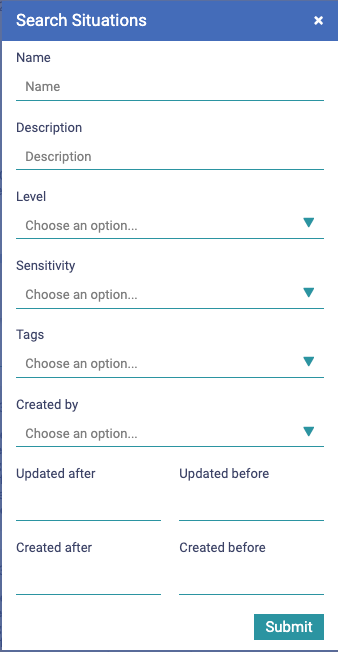 Search Situations ×
Name
Name
Description
Description
Level
Choose an option...
Sensitivity
Choose an option...
Tags
Choose an option...
Created by
Choose an option...
Updated after Updated before
Created after Created before
Submit